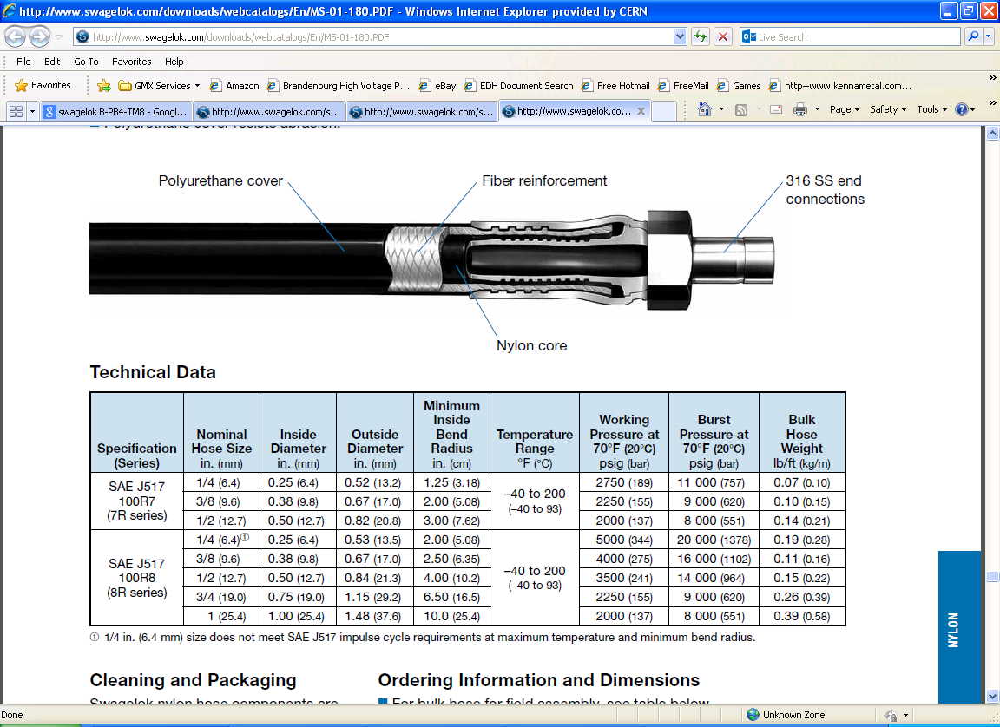 http://www.swagelok.com/downloads/webcatalogs/En/MS-01-180.PDF - Windows Internet Explorer provided by CERN
http://www.swagelok.com/downloads/webcatalogs/En/MS-01-180.PDF
Live Search
File Edit Go To Favorites Help
Favorites GMX Services Amazon Brandenburg High Voltage P... eBay EDH Document Search Free Hotmail FreeMail Games http--www.kennametal.com...
swagelok B-PB4-TM8 - Googl... http://www.swagelok.com/s... http://www.swagelok.com/s... http://www.swagelok.co... Page Safety Tools
Polyurethane cover resists abrasion.
Polyurethane cover
Fiber reinforcement
316 SS end
connections
Nylon core
Technical Data
Specification (Series) Nominal Hose Size in. (mm) Inside Diameter in. (mm) Outside Diameter in. (mm) Minimum Inside Bend Radius in. (cm) Temperature Range °F (°C) Working Pressure at 70°F (20°C) psig (bar) Burst Pressure at 70°F (20°C) psig (bar) Bulk Hose Weight lb/ft (kg/m)
SAE J517 100R7 (7R series)
–40 to 200 (–40 to 93)
1/4 (6.4) 0.25 (6.4) 0.52 (13.2) 1.25 (3.18) 2750 (189) 11 000 (757) 0.07 (0.10)
3/8 (9.6) 0.38 (9.8) 0.67 (17.0) 2.00 (5.08) 2250 (155) 9 000 (620) 0.10 (0.15)
1/2 (12.7) 0.50 (12.7) 0.82 (20.8) 3.00 (7.62) 2000 (137) 8 000 (551) 0.14 (0.21)
SAE J517 100R8 (8R series)
–40 to 200 (–40 to 93)
1/4 (6.4)① 0.25 (6.4) 0.53 (13.5) 2.00 (5.08) 5000 (344) 20 000 (1378) 0.19 (0.28)
3/8 (9.6) 0.38 (9.8) 0.67 (17.0) 2.50 (6.35) 4000 (275) 16 000 (1102) 0.11 (0.16)
1/2 (12.7) 0.50 (12.7) 0.84 (21.3) 4.00 (10.2) 3500 (241) 14 000 (964) 0.15 (0.22)
3/4 (19.0) 0.75 (19.0) 1.15 (29.2) 6.50 (16.5) 2250 (155) 9 000 (620) 0.26 (0.39)
1 (25.4) 1.00 (25.4) 1.48 (37.6) 10.0 (25.4) 2000 (137) 8 000 (551) 0.39 (0.58)
① 1/4 in. (6.4 mm) size does not meet SAE J517 impulse cycle requirements at maximum temperature and minimum bend radius.
NYLON
Cleaning and Packaging
Swagelok nylon hose components are
Ordering Information and Dimensions
For bulk hose for field assembly, see table below
Done Unknown Zone